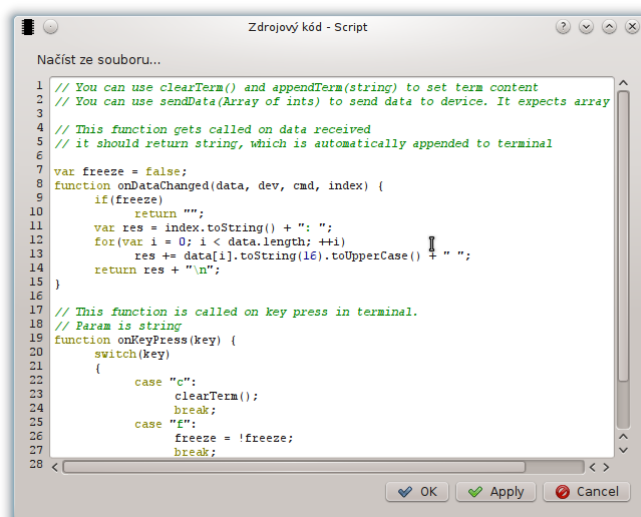 Zdrojový kód - Script
Načíst ze souboru...
1 // You can use clearTerm() and appendTerm(string) to set term content
2 // You can use sendData(Array of ints) to send data to device. It expects array
3
4 // This function gets called on data received
5 // it should return string, which is automatically appended to terminal
6
7 var freeze = false;
8 function onDataChanged(data, dev, cmd, index) {
9 if(freeze)
10 return "";
11 var res = index.toString() + ": ";
12 for(var i = 0; i < data.length; ++i)
13 res += data[i].toString(16).toUpperCase() + " ";
14 return res + "\n";
15 }
16
17 // This function is called on key press in terminal.
18 // Param is string
19 function onKeyPress(key) {
20 switch(key)
21 {
22 case "c":
23 clearTerm();
24 break;
25 case "f":
26 freeze = !freeze;
27 break;
28
OK Apply Cancel